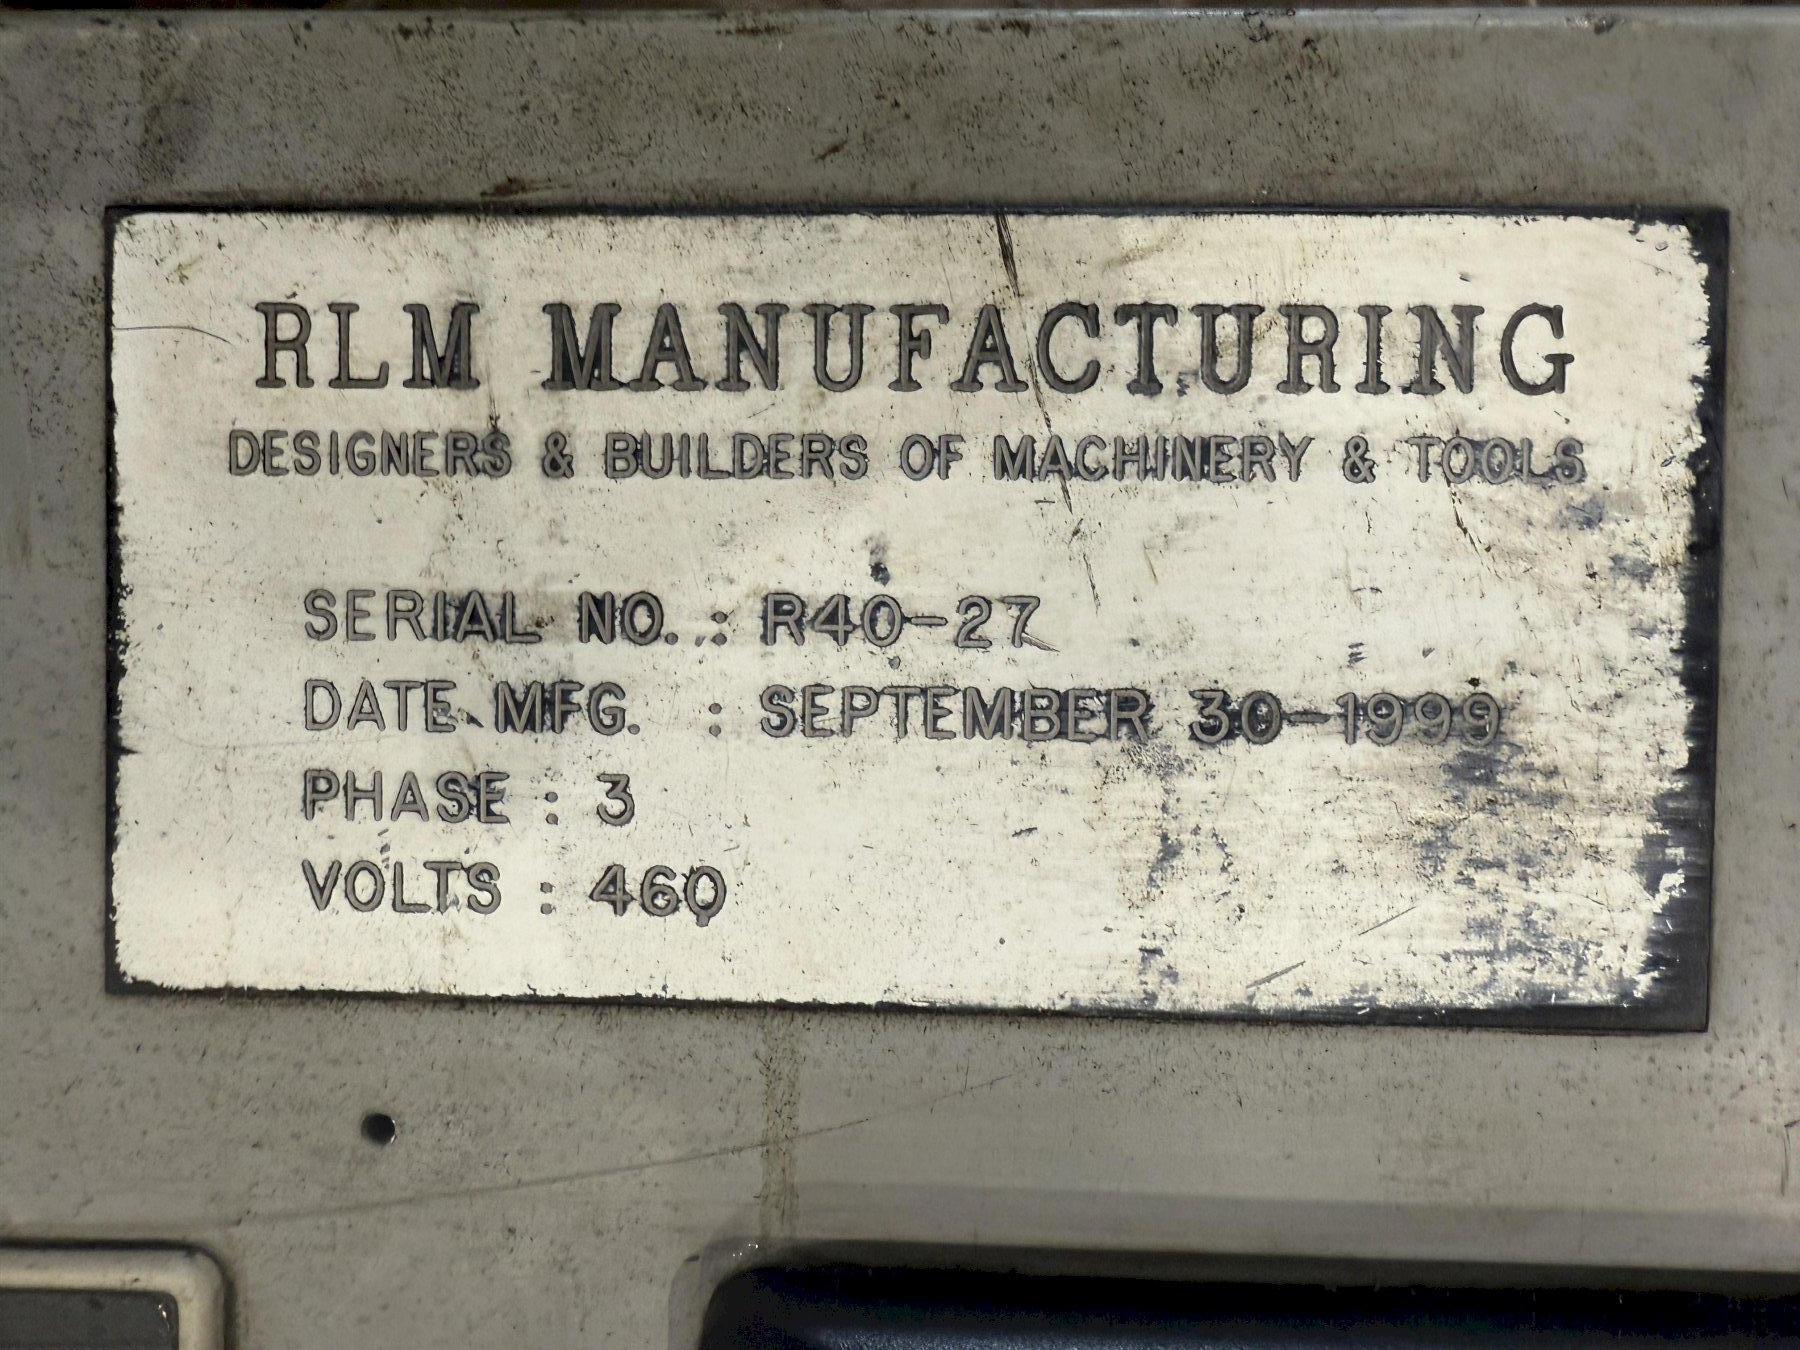 RLM MANUFACTURING
DESIGNERS & BUILDERS OF MACHINERY & TOOLS
SERIAL NO. : R40-27
DATE MFG. : SEPTEMBER 30-1999
PHASE : 3
VOLTS : 460